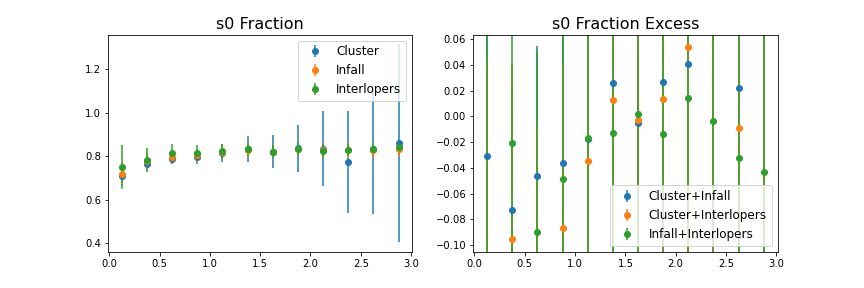 s0 Fraction
1.2
1.0
0.8
0.6
0.4
0.0 0.5 1.0 1.5 2.0 2.5 3.0
Cluster
Infall
Interlopers
s0 Fraction Excess
0.06
0.04
0.02
0.00
−0.02
−0.04
−0.06
−0.08
−0.10
0.0 0.5 1.0 1.5 2.0 2.5 3.0
Cluster+Infall
Cluster+Interlopers
Infall+Interlopers